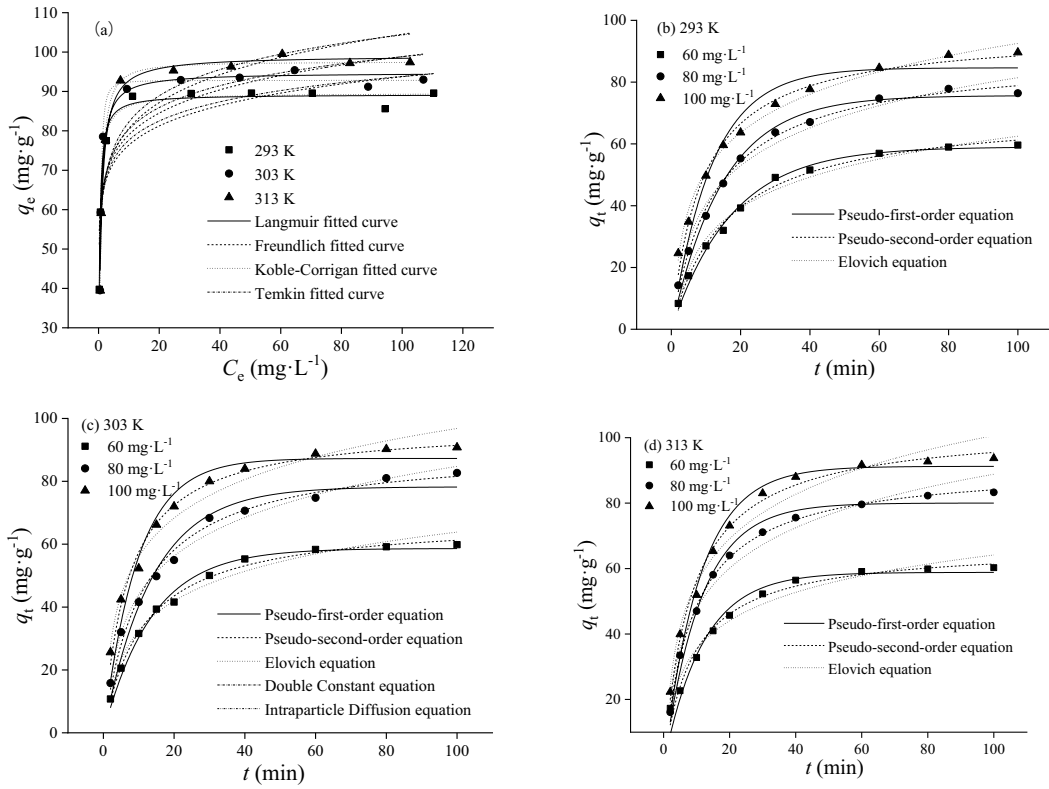 (a)
293 K
303 K
313 K
Langmuir fitted curve
Freundlich fitted curve
Koble-Corrigan fitted curve
Temkin fitted curve
110
100
90
80
70
60
50
40
30
0 20 40 60 80 100 120
qe (mg·g-1)
Ce (mg·L-1)
(b) 293 K
60 mg·L-1
80 mg·L-1
100 mg·L-1
Pseudo-first-order equation
Pseudo-second-order equation
Elovich equation
100
80
60
40
20
0
0 20 40 60 80 100
qt (mg·g-1)
t (min)
(c) 303 K
60 mg·L-1
80 mg·L-1
100 mg·L-1
Pseudo-first-order equation
Pseudo-second-order equation
Elovich equation
Double Constant equation
Intraparticle Diffusion equation
100
80
60
40
20
0
0 20 40 60 80 100
qt (mg·g-1)
t (min)
(d) 313 K
60 mg·L-1
80 mg·L-1
100 mg·L-1
Pseudo-first-order equation
Pseudo-second-order equation
Elovich equation
100
80
60
40
20
0 20 40 60 80 100
qt (mg·g-1)
t (min)